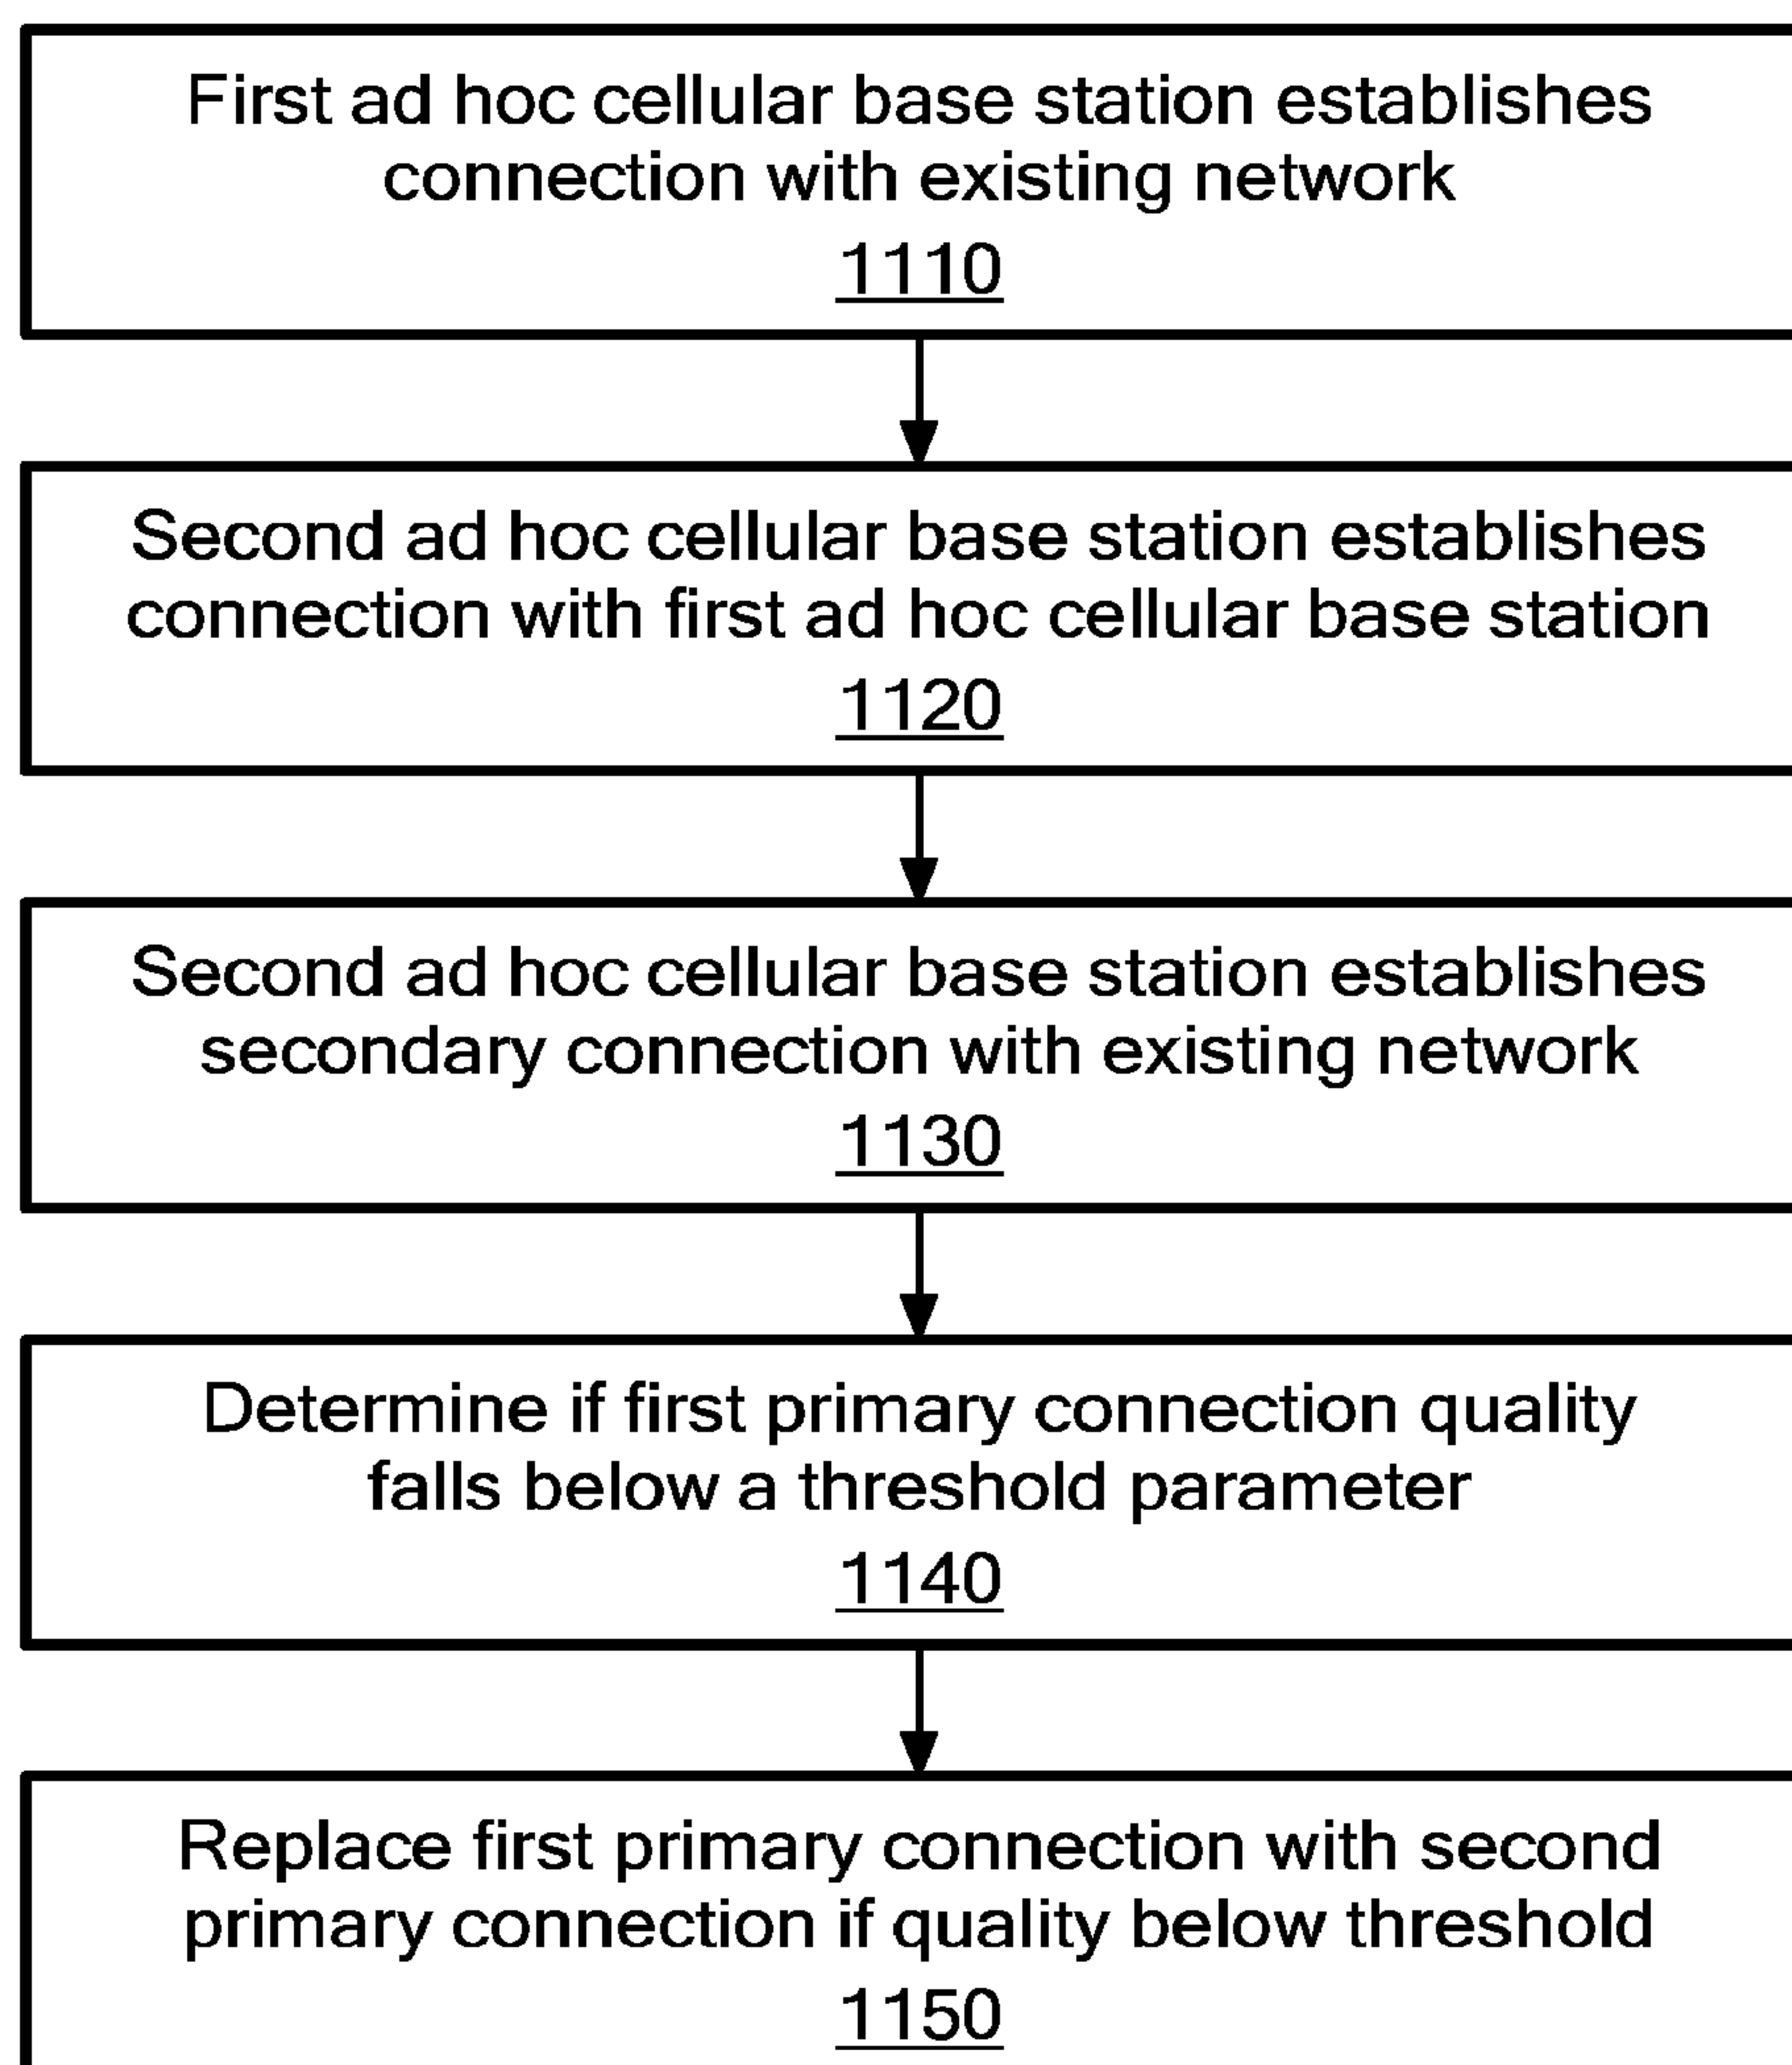 First ad hoc cellular base station establishes
connection with existing network
1110
Second ad hoc cellular base station establishes
connection with first ad hoc cellular base station
1120
Second ad hoc cellular base station establishes
secondary connection with existing network
1130
Determine if first primary connection quality
falls below a threshold parameter
1140
Replace first primary connection with second
primary connection if quality below threshold
1150